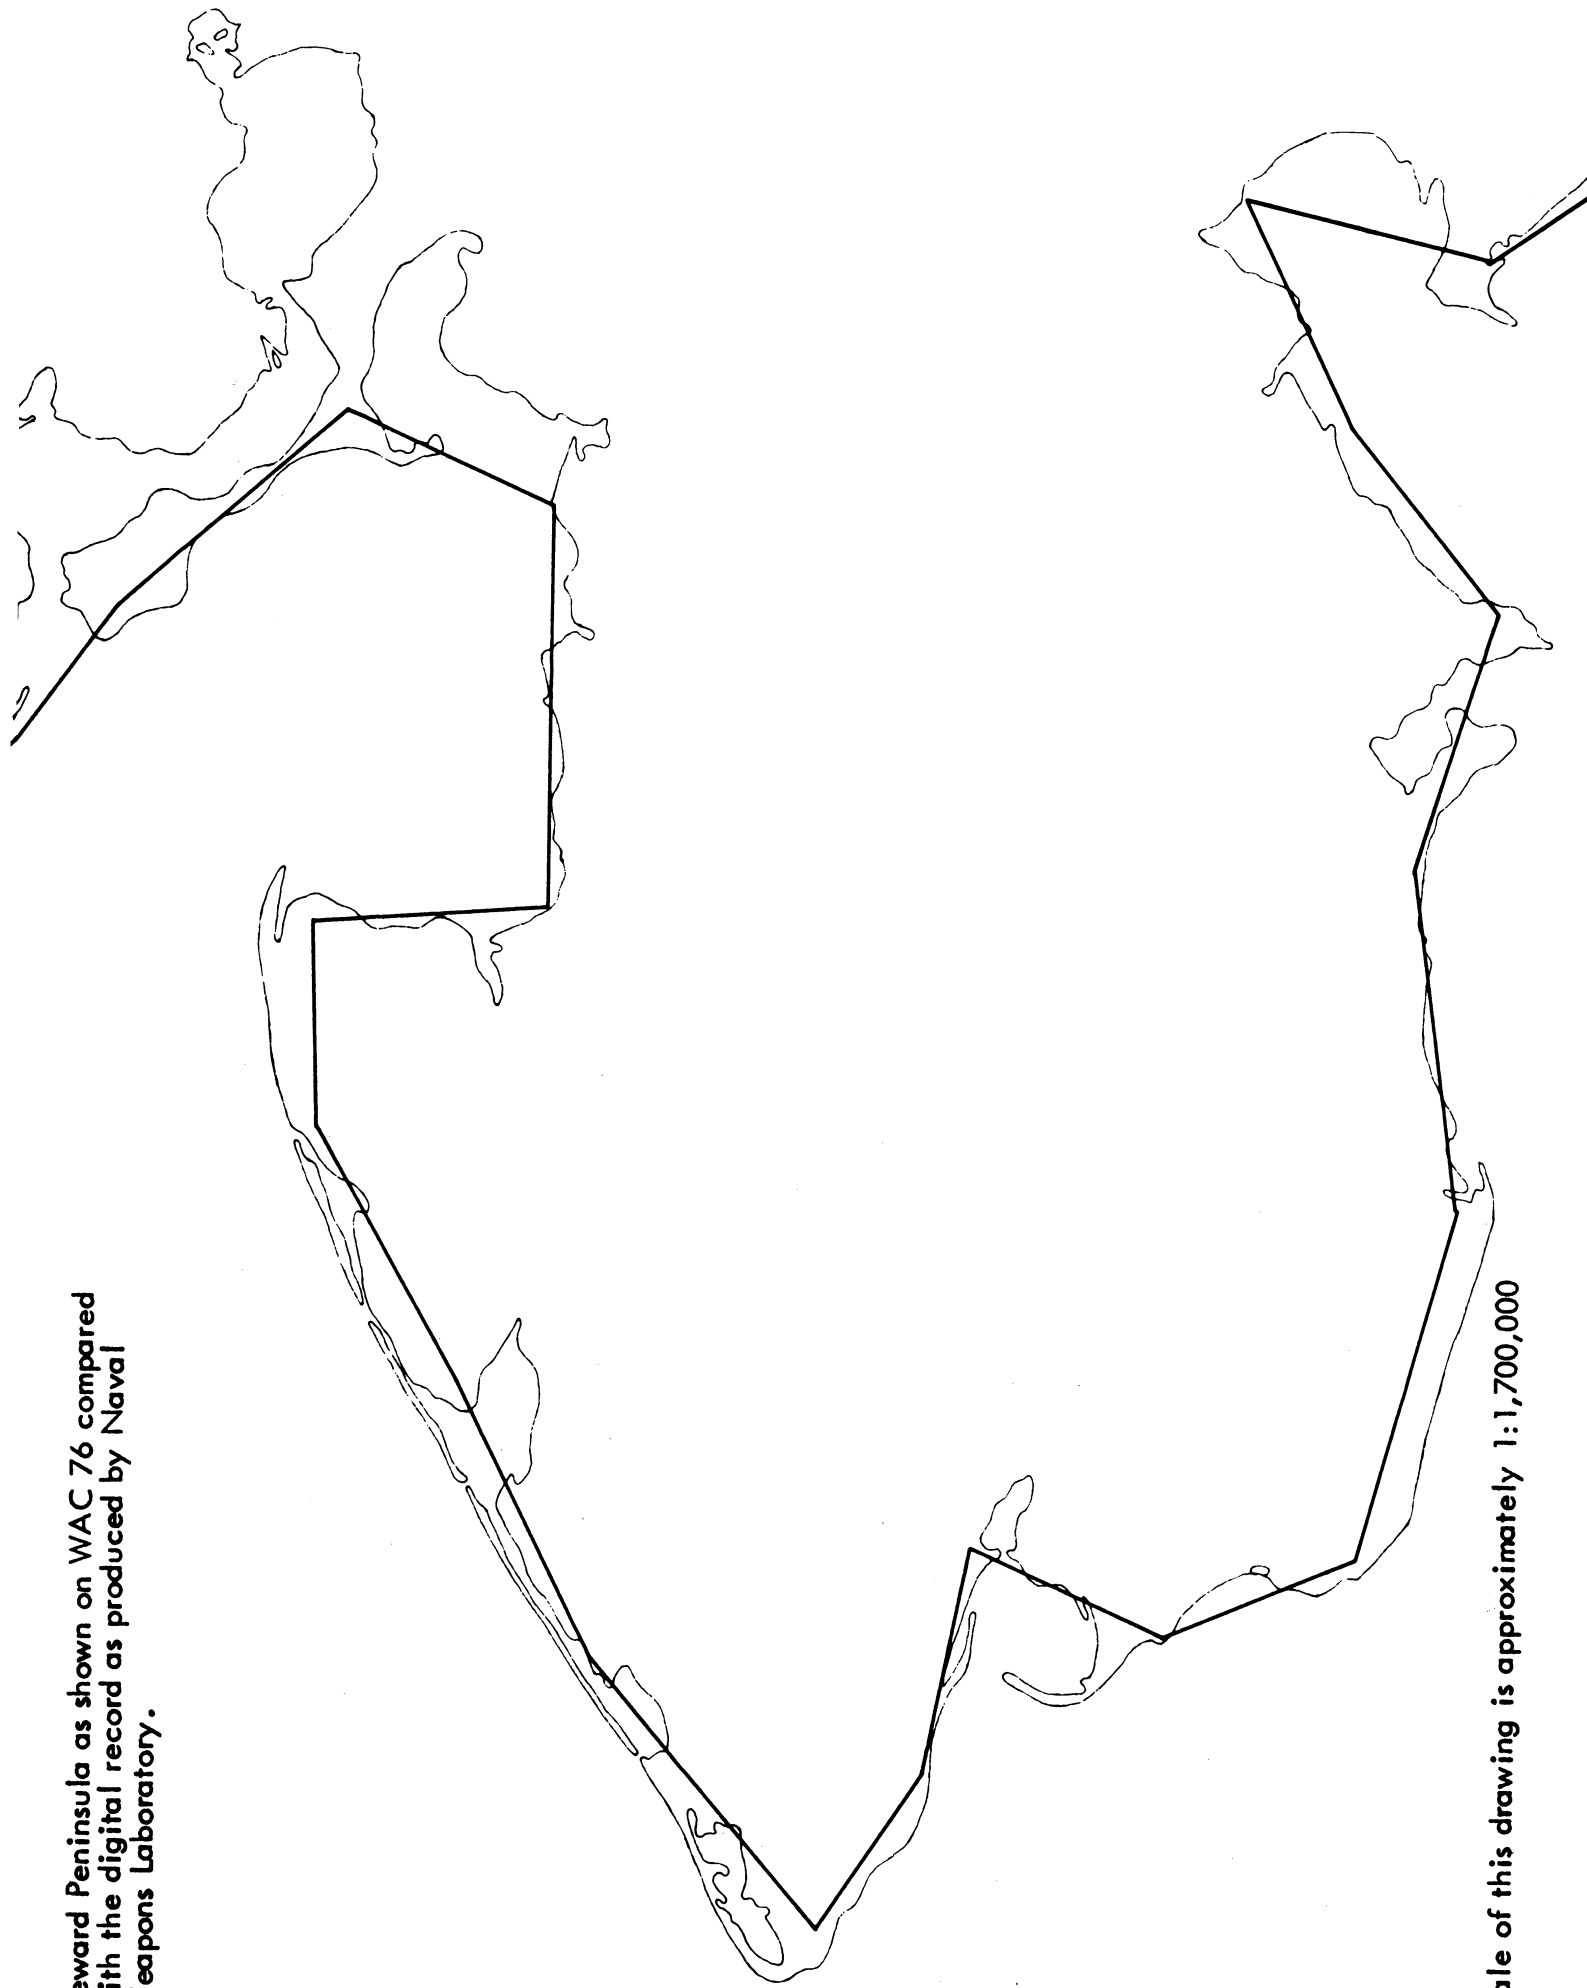 eward Peninsula as shown on WAC 76 compared
ith the digital record as produced by Naval
eapons Laboratory.
ale of this drawing is approximately 1:1,700,000